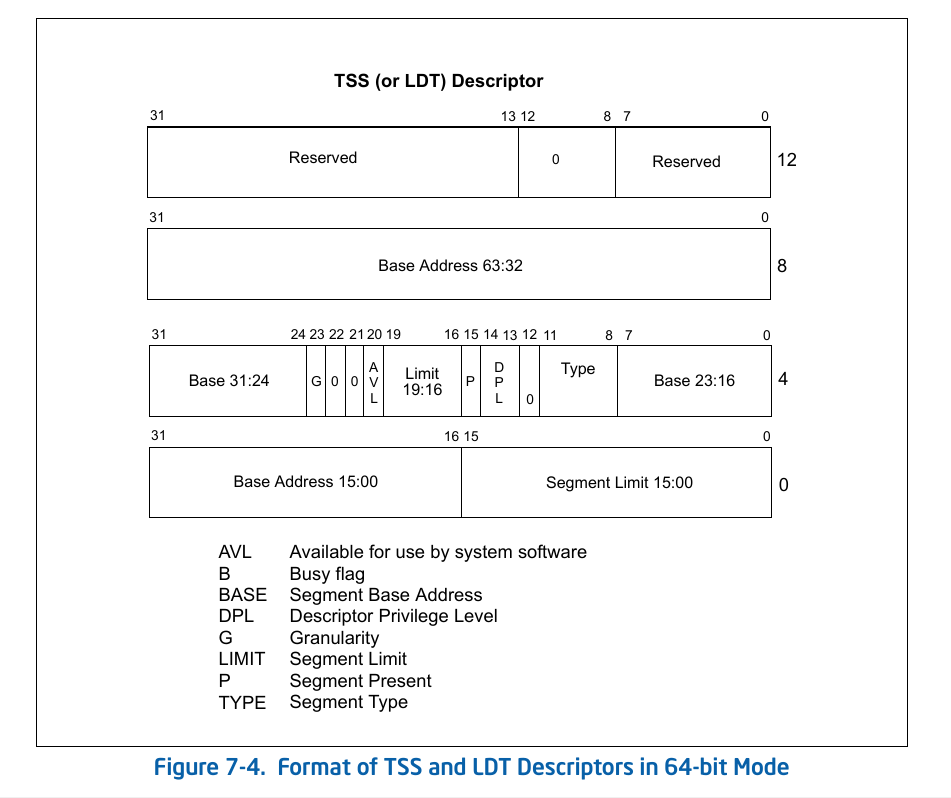 TSS (or LDT) Descriptor
31 13 12 8 7 0
Reserved 0 Reserved 12
31 0
Base Address 63:32 8
31 24 23 22 21 20 19 16 15 14 13 12 11 8 7 0
Base 31:24 G 0 0 AVL Limit 19:16 P DPL 0 Type Base 23:16 4
31 16 15 0
Base Address 15:00 Segment Limit 15:00 0
AVL Available for use by system software
B Busy flag
BASE Segment Base Address
DPL Descriptor Privilege Level
G Granularity
LIMIT Segment Limit
P Segment Present
TYPE Segment Type
Figure 7-4. Format of TSS and LDT Descriptors in 64-bit Mode